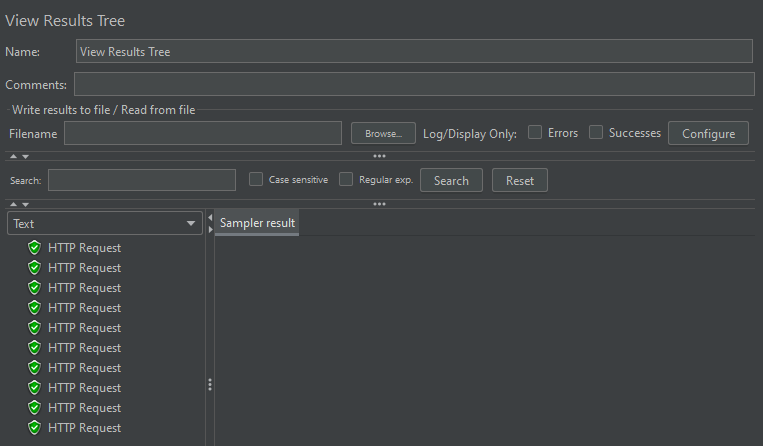 View Results Tree
Name: View Results Tree
Comments:
Write results to file / Read from file
Filename Browse... Log/Display Only: Errors Successes Configure
Search: Case sensitive Regular exp. Search Reset
Text Sampler result
HTTP Request
HTTP Request
HTTP Request
HTTP Request
HTTP Request
HTTP Request
HTTP Request
HTTP Request
HTTP Request
HTTP Request